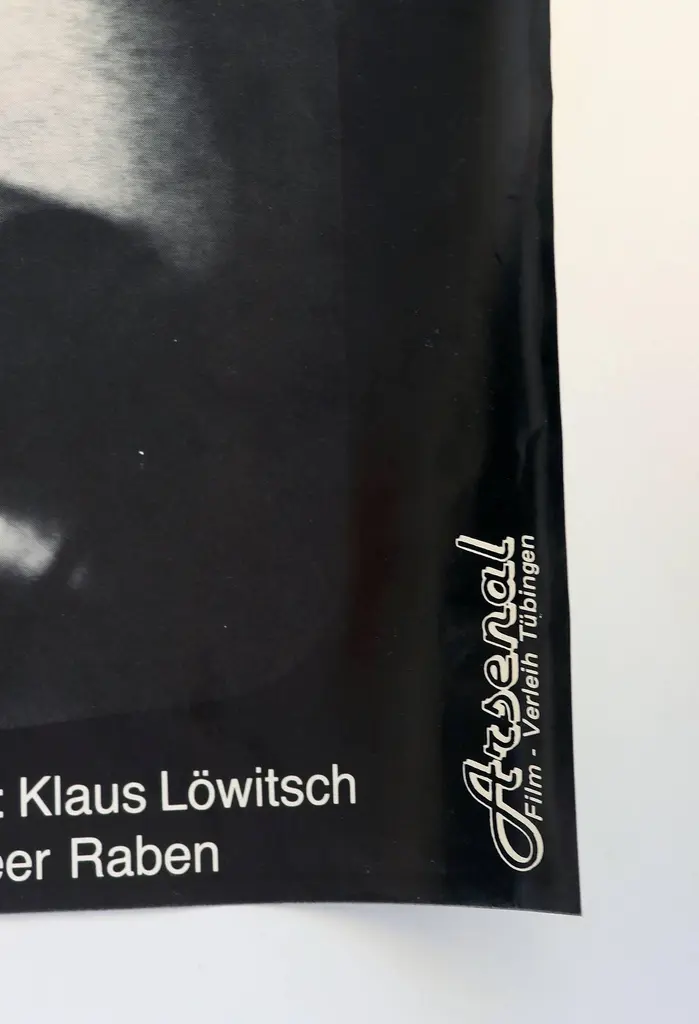 : Klaus Löwitsch
eer Raben
Arsenal
Film - Verleih Tübingen